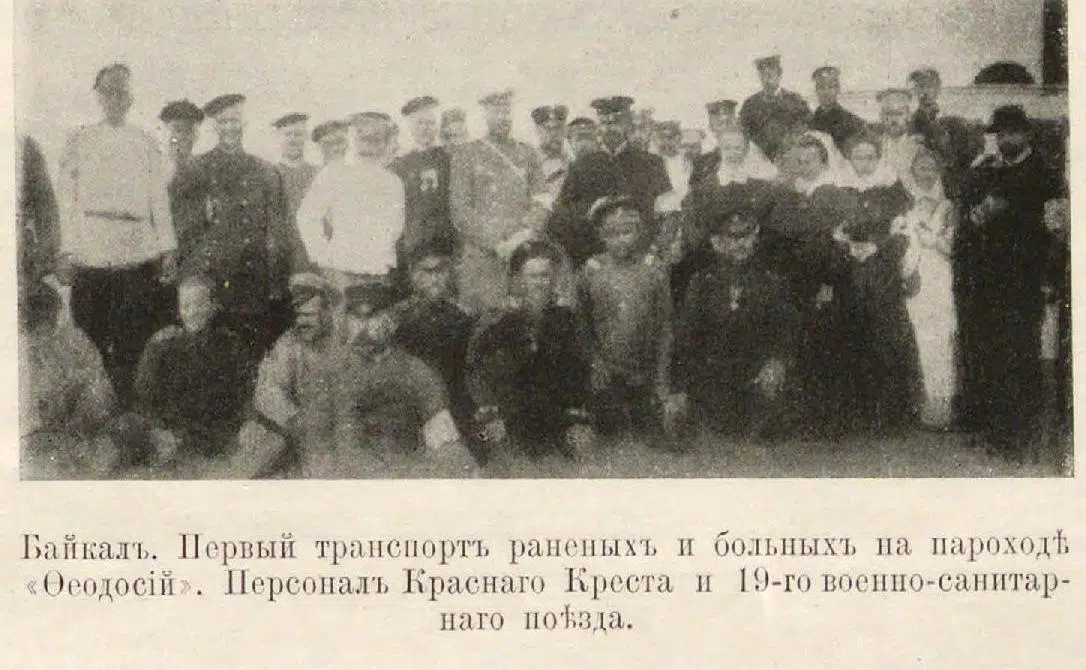 Байкалъ. Первый транспортъ раненыхъ и больныхъ на пароходѣ
«Ѳеодосій». Персоналъ Краснаго Креста и 19-го военно-санитар-
наго поѣзда.